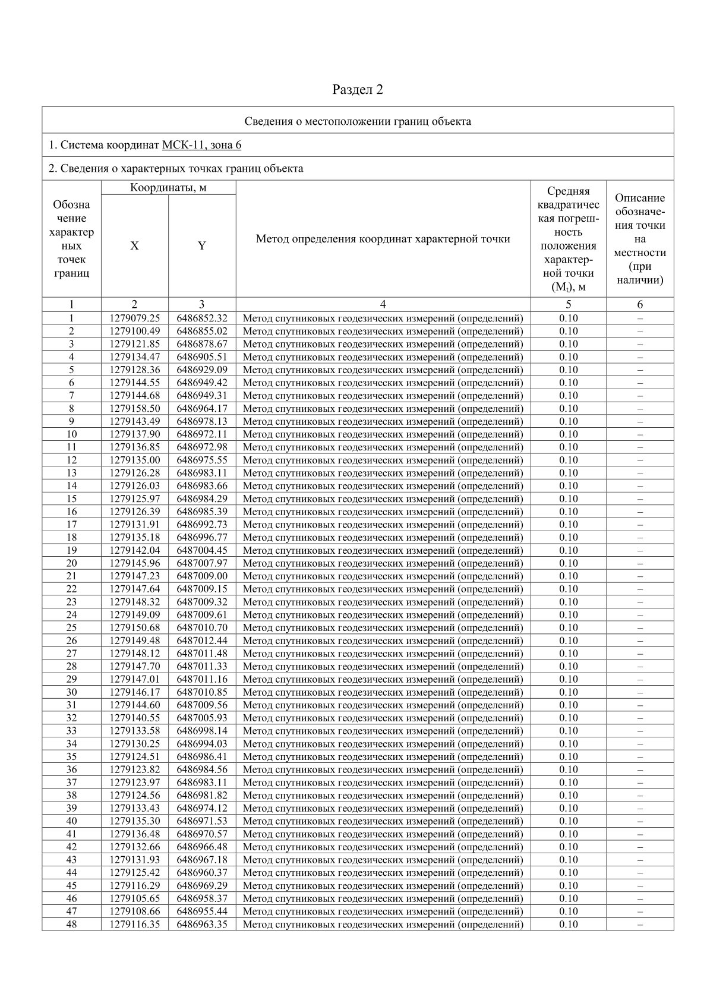 Раздел 2
Сведения о местоположении границ объекта
1. Система координат МСК-11, зона 6
2. Сведения о характерных точках границ объекта
Обозна
чение
характер
ных
точек
границ
Координаты, м
X
Y
Метод определения координат характерной точки
Средняя
квадратичес
кая погреш-
ность
положения
характер-
ной точки
(Mt), м
Описание
обозначе-
ния точки
на
местности
(при
наличии)
1 2 3 4 5 6
1 1279079.25 6486852.32 Метод спутниковых геодезических измерений (определений) 0.10 –
2 1279100.49 6486855.02 Метод спутниковых геодезических измерений (определений) 0.10 –
3 1279121.85 6486878.67 Метод спутниковых геодезических измерений (определений) 0.10 –
4 1279134.47 6486905.51 Метод спутниковых геодезических измерений (определений) 0.10 –
5 1279128.36 6486929.09 Метод спутниковых геодезических измерений (определений) 0.10 –
6 1279144.55 6486949.42 Метод спутниковых геодезических измерений (определений) 0.10 –
7 1279144.68 6486949.31 Метод спутниковых геодезических измерений (определений) 0.10 –
8 1279158.50 6486964.17 Метод спутниковых геодезических измерений (определений) 0.10 –
9 1279143.49 6486978.13 Метод спутниковых геодезических измерений (определений) 0.10 –
10 1279137.90 6486972.11 Метод спутниковых геодезических измерений (определений) 0.10 –
11 1279136.85 6486972.98 Метод спутниковых геодезических измерений (определений) 0.10 –
12 1279135.00 6486975.55 Метод спутниковых геодезических измерений (определений) 0.10 –
13 1279126.28 6486983.11 Метод спутниковых геодезических измерений (определений) 0.10 –
14 1279126.03 6486983.66 Метод спутниковых геодезических измерений (определений) 0.10 –
15 1279125.97 6486984.29 Метод спутниковых геодезических измерений (определений) 0.10 –
16 1279126.39 6486985.39 Метод спутниковых геодезических измерений (определений) 0.10 –
17 1279131.91 6486992.73 Метод спутниковых геодезических измерений (определений) 0.10 –
18 1279135.18 6486996.77 Метод спутниковых геодезических измерений (определений) 0.10 –
19 1279142.04 6487004.45 Метод спутниковых геодезических измерений (определений) 0.10 –
20 1279145.96 6487007.97 Метод спутниковых геодезических измерений (определений) 0.10 –
21 1279147.23 6487009.00 Метод спутниковых геодезических измерений (определений) 0.10 –
22 1279147.64 6487009.15 Метод спутниковых геодезических измерений (определений) 0.10 –
23 1279148.32 6487009.32 Метод спутниковых геодезических измерений (определений) 0.10 –
24 1279149.09 6487009.61 Метод спутниковых геодезических измерений (определений) 0.10 –
25 1279150.68 6487010.70 Метод спутниковых геодезических измерений (определений) 0.10 –
26 1279149.48 6487012.44 Метод спутниковых геодезических измерений (определений) 0.10 –
27 1279148.12 6487011.48 Метод спутниковых геодезических измерений (определений) 0.10 –
28 1279147.70 6487011.33 Метод спутниковых геодезических измерений (определений) 0.10 –
29 1279147.01 6487011.16 Метод спутниковых геодезических измерений (определений) 0.10 –
30 1279146.17 6487010.85 Метод спутниковых геодезических измерений (определений) 0.10 –
31 1279144.60 6487009.56 Метод спутниковых геодезических измерений (определений) 0.10 –
32 1279140.55 6487005.93 Метод спутниковых геодезических измерений (определений) 0.10 –
33 1279133.58 6486998.14 Метод спутниковых геодезических измерений (определений) 0.10 –
34 1279130.25 6486994.03 Метод спутниковых геодезических измерений (определений) 0.10 –
35 1279124.51 6486986.41 Метод спутниковых геодезических измерений (определений) 0.10 –
36 1279123.82 6486984.56 Метод спутниковых геодезических измерений (определений) 0.10 –
37 1279123.97 6486983.11 Метод спутниковых геодезических измерений (определений) 0.10 –
38 1279124.56 6486981.82 Метод спутниковых геодезических измерений (определений) 0.10 –
39 1279133.43 6486974.12 Метод спутниковых геодезических измерений (определений) 0.10 –
40 1279135.30 6486971.53 Метод спутниковых геодезических измерений (определений) 0.10 –
41 1279136.48 6486970.57 Метод спутниковых геодезических измерений (определений) 0.10 –
42 1279132.66 6486966.48 Метод спутниковых геодезических измерений (определений) 0.10 –
43 1279131.93 6486967.18 Метод спутниковых геодезических измерений (определений) 0.10 –
44 1279125.42 6486960.37 Метод спутниковых геодезических измерений (определений) 0.10 –
45 1279116.29 6486969.29 Метод спутниковых геодезических измерений (определений) 0.10 –
46 1279105.65 6486958.37 Метод спутниковых геодезических измерений (определений) 0.10 –
47 1279108.66 6486955.44 Метод спутниковых геодезических измерений (определений) 0.10 –
48 1279116.35 6486963.35 Метод спутниковых геодезических измерений (определений) 0.10 –